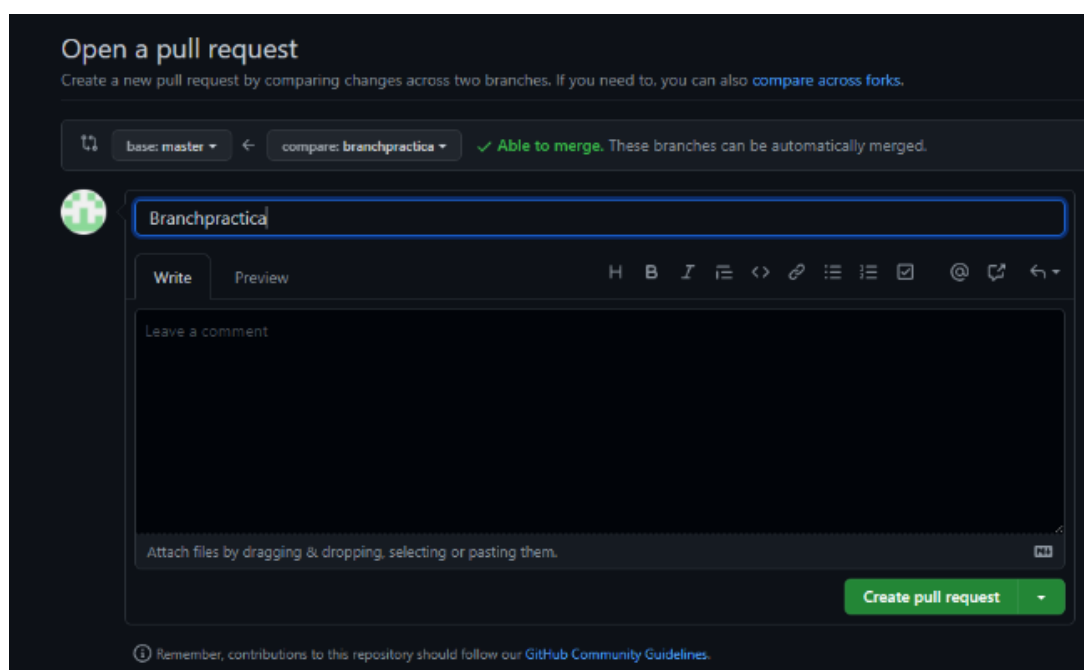 Open a pull request
Create a new pull request by comparing changes across two branches. If you need to, you can also compare across forks.
base: master ← compare: branchpractica ✓ Able to merge. These branches can be automatically merged.
Branchpractica
Write Preview
Leave a comment
Attach files by dragging & dropping, selecting or pasting them.
Create pull request
Remember, contributions to this repository should follow our GitHub Community Guidelines.